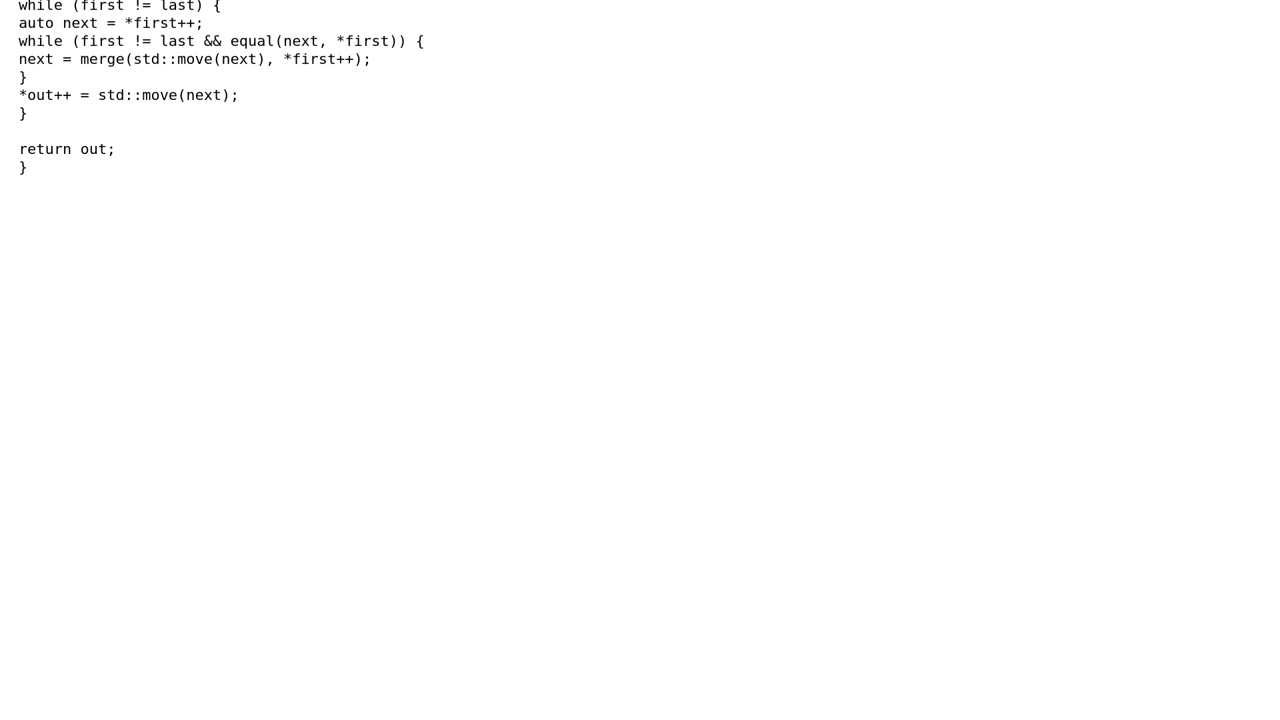 while (first != last) {
auto next = *first++;
while (first != last && equal(next, *first)) {
next = merge(std::move(next), *first++);
}
*out++ = std::move(next);
}

return out;
}